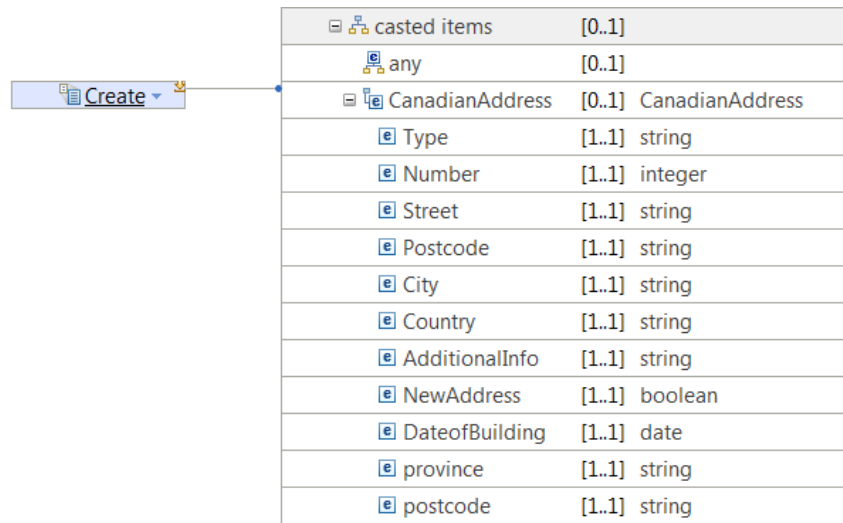 casted items [0..1]
any [0..1]
Create
CanadianAddress [0..1] CanadianAddress
Type [1..1] string
Number [1..1] integer
Street [1..1] string
Postcode [1..1] string
City [1..1] string
Country [1..1] string
AdditionalInfo [1..1] string
NewAddress [1..1] boolean
DateofBuilding [1..1] date
province [1..1] string
postcode [1..1] string